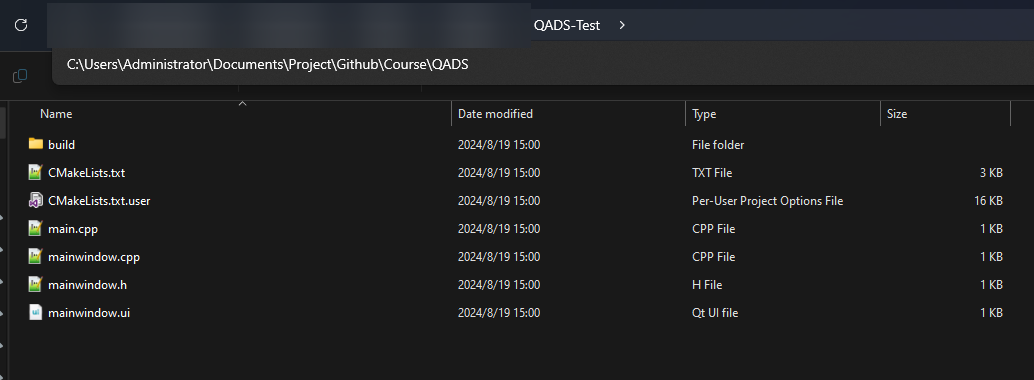 QADS-Test
C:\Users\Administrator\Documents\Project\Github\Course\QADS
Name Date modified Type Size
build 2024/8/19 15:00 File folder
CMakeLists.txt 2024/8/19 15:00 TXT File 3 KB
CMakeLists.txt.user 2024/8/19 15:00 Per-User Project Options File 16 KB
main.cpp 2024/8/19 15:00 CPP File 1 KB
mainwindow.cpp 2024/8/19 15:00 CPP File 1 KB
mainwindow.h 2024/8/19 15:00 H File 1 KB
mainwindow.ui 2024/8/19 15:00 Qt UI file 1 KB